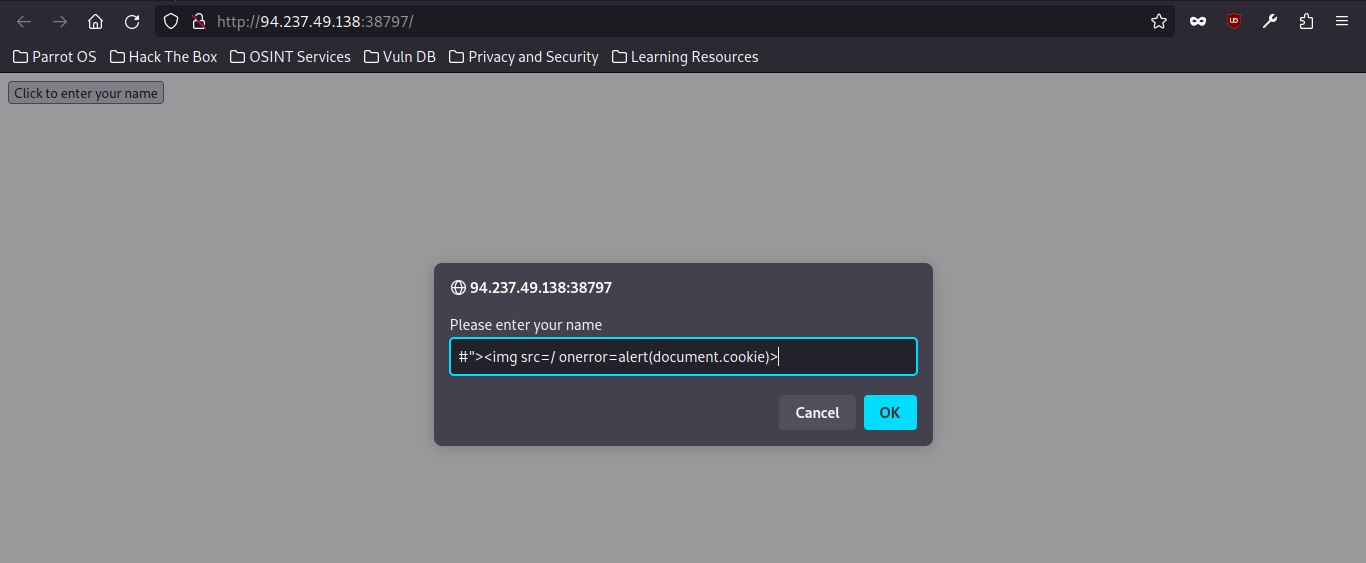 http://94.237.49.138:38797/
Parrot OS Hack The Box OSINT Services Vuln DB Privacy and Security Learning Resources
Click to enter your name
94.237.49.138:38797
Please enter your name
#"><img src=/ onerror=alert(document.cookie)>
Cancel OK